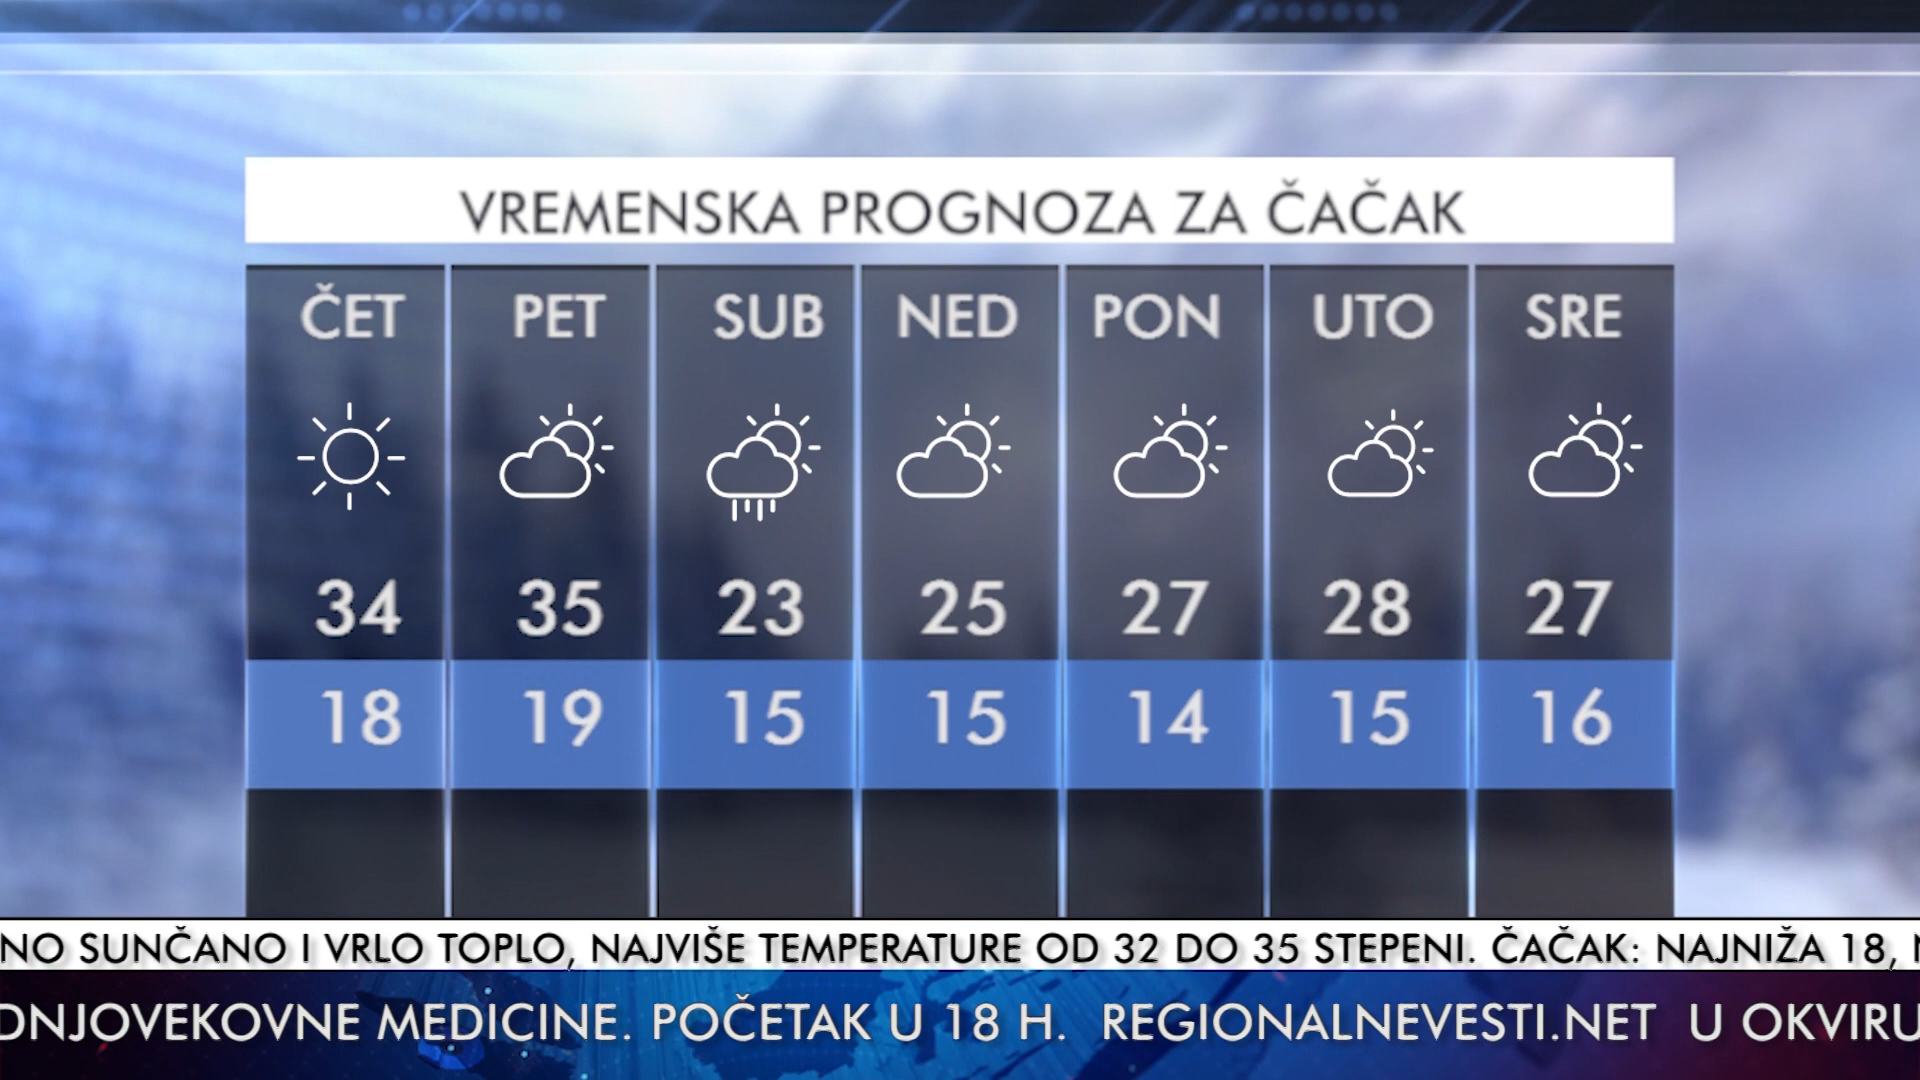 VREMENSKA PROGNOZA ZA ČAČAK
ČET PET SUB NED PON UTO SRE
34 35 23 25 27 28 27
18 19 15 15 14 15 16
NO SUNČANO I VRLO TOPLO, NAJVIŠE TEMPERATURE OD 32 DO 35 STEPENI. ČAČAK: NAJNIŽA 18,
DNJOVEKOVNE MEDICINE. POČETAK U 18 H. REGIONALNEVESTI.NET U OKVIRU